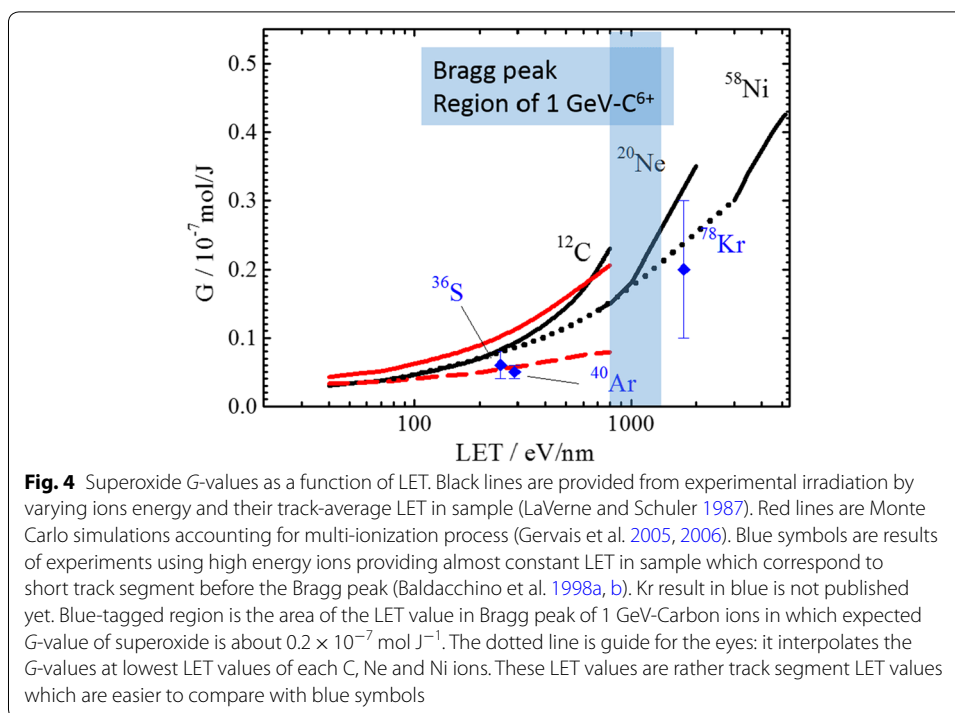 0.5
0.4
0.3
0.2
0.1
0.0
G / 10⁻⁷mol/J
Bragg peak
Region of 1 GeV-C⁶⁺
⁵⁸Ni
²⁰Ne
¹²C
⁷⁸Kr
³⁶S
⁴⁰Ar
100
1000
LET / eV/nm
Fig. 4 Superoxide G-values as a function of LET. Black lines are provided from experimental irradiation by
varying ions energy and their track-average LET in sample (LaVerne and Schuler 1987). Red lines are Monte
Carlo simulations accounting for multi-ionization process (Gervais et al. 2005, 2006). Blue symbols are results
of experiments using high energy ions providing almost constant LET in sample which correspond to
short track segment before the Bragg peak (Baldacchino et al. 1998a, b). Kr result in blue is not published
yet. Blue-tagged region is the area of the LET value in Bragg peak of 1 GeV-Carbon ions in which expected
G-value of superoxide is about 0.2 × 10⁻⁷ mol J⁻¹. The dotted line is guide for the eyes: it interpolates the
G-values at lowest LET values of each C, Ne and Ni ions. These LET values are rather track segment LET values
which are easier to compare with blue symbols